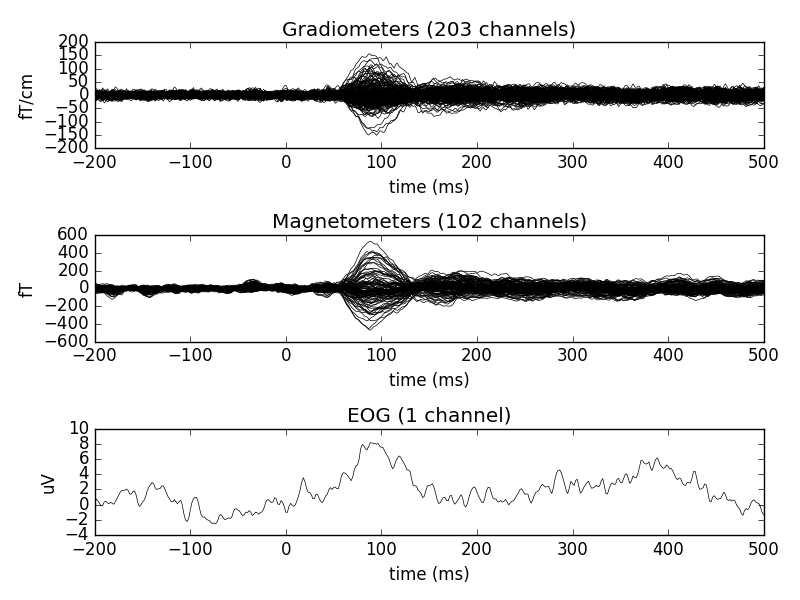 Gradiometers (203 channels)
200
150
100
50
0
−50
−100
−150
−200
fT/cm
−200 −100 0 100 200 300 400 500
time (ms)
Magnetometers (102 channels)
600
400
200
0
−200
−400
−600
fT
−200 −100 0 100 200 300 400 500
time (ms)
EOG (1 channel)
10
8
6
4
2
0
−2
−4
uV
−200 −100 0 100 200 300 400 500
time (ms)